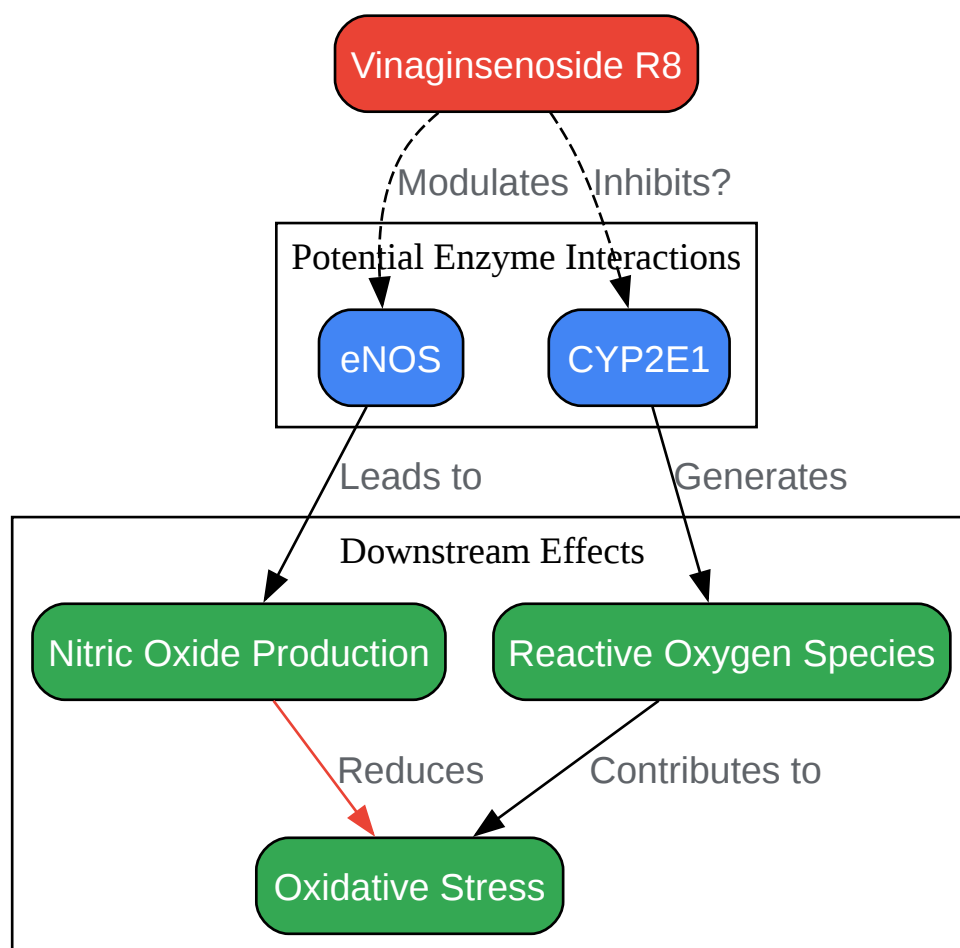 Vinaginsenoside R8
Modulates
Inhibits?
Potential Enzyme Interactions
eNOS
CYP2E1
Leads to
Generates
Downstream Effects
Nitric Oxide Production
Reactive Oxygen Species
Reduces
Contributes to
Oxidative Stress